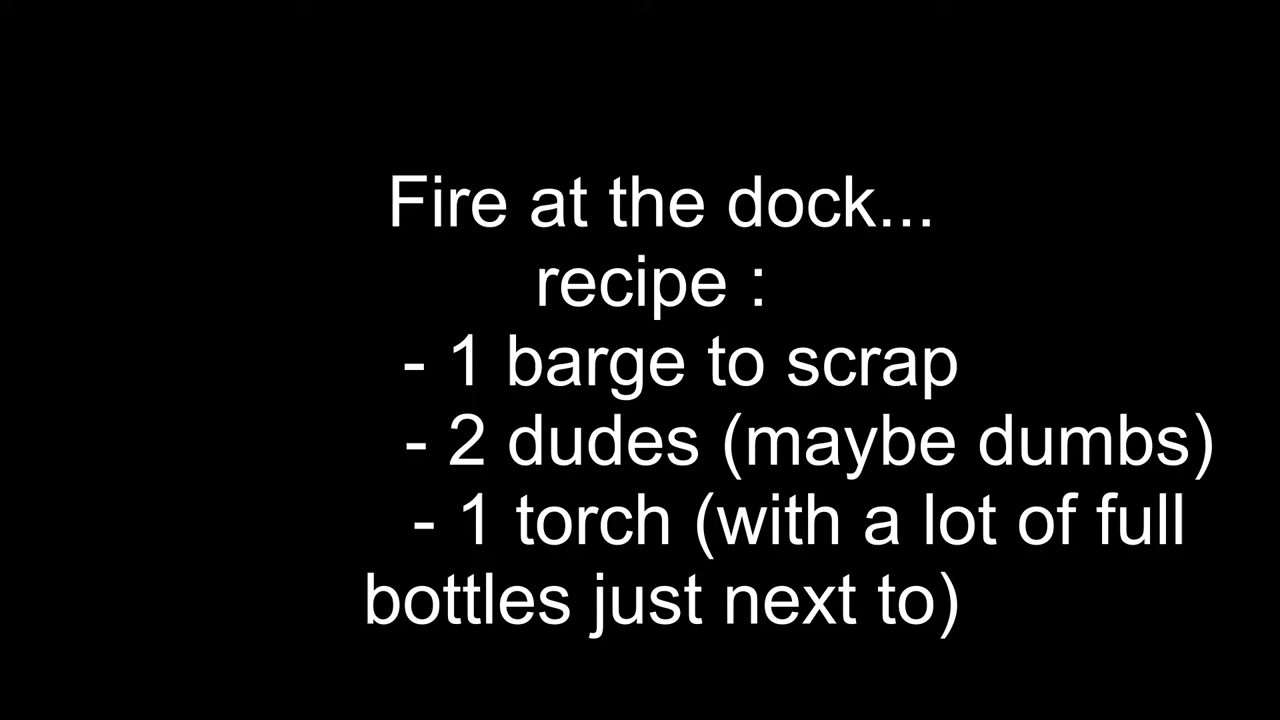 Fire at the dock...
recipe :
- 1 barge to scrap
- 2 dudes (maybe dumbs)
- 1 torch (with a lot of full
bottles just next to)